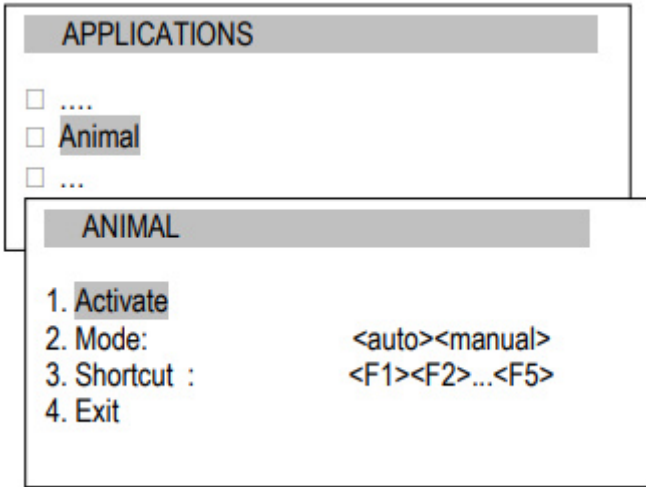 APPLICATIONS
□ ....
□ Animal
□ ...
ANIMAL
1. Activate
2. Mode: <auto><manual>
3. Shortcut : <F1><F2>...<F5>
4. Exit